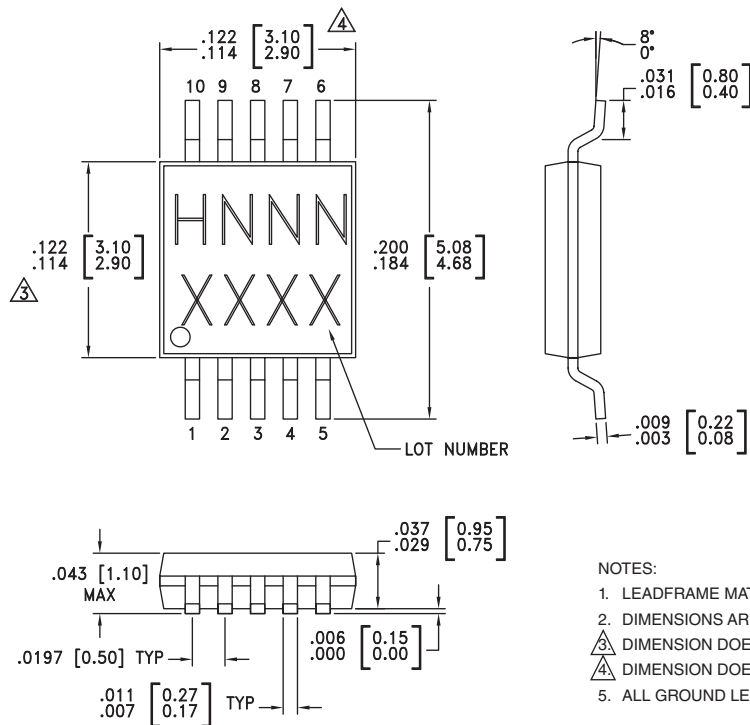 4
.122 [3.10]
.114 [2.90]
10 9 8 7 6
8°
0°
.031 [0.80]
.016 [0.40]
HNNN
XXXX
.122 [3.10]
.114 [2.90]
3
.200 [5.08]
.184 [4.68]
1 2 3 4 5
LOT NUMBER
.009 [0.22]
.003 [0.08]
.037 [0.95]
.029 [0.75]
.043 [1.10]
MAX
.006 [0.15]
.000 [0.00]
.0197 [0.50] TYP
.011 [0.27]
.007 [0.17] TYP
NOTES:
1. LEADFRAME MAT
2. DIMENSIONS AR
3. DIMENSION DOE
4. DIMENSION DOE
5. ALL GROUND LE